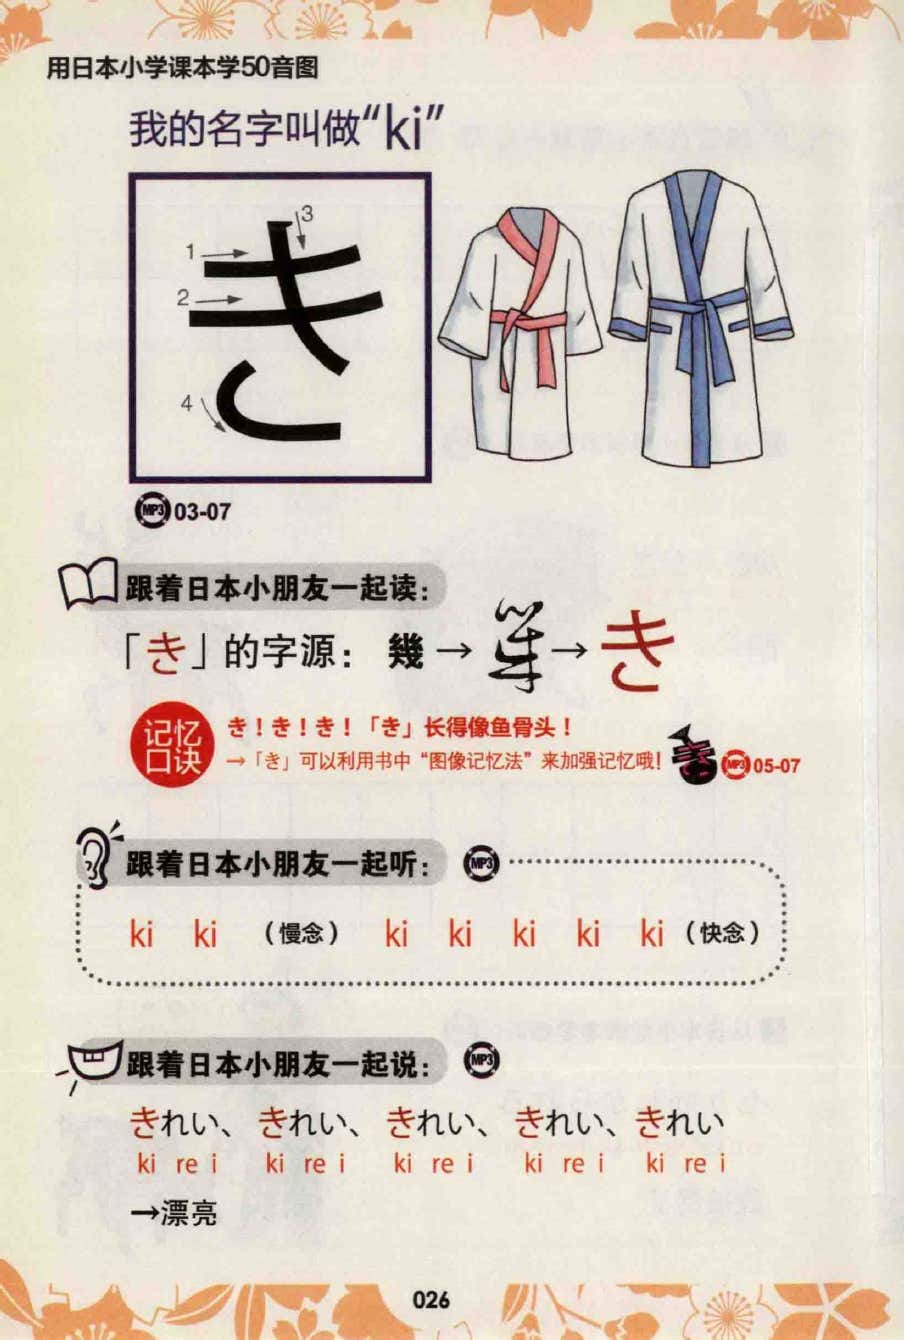 用日本小学课本学50音图
我的名字叫做“ki”
き
1
2
3
4
MP3 03-07
跟着日本小朋友一起读：
「き」的字源：幾→→き
记忆口诀
き！き！き！「き」长得像鱼骨头！
→「き」可以利用书中“图像记忆法”来加强记忆哦！
MP3 05-07
跟着日本小朋友一起听：
MP3
ki ki （慢念） ki ki ki ki ki （快念）
跟着日本小朋友一起说：
MP3
きれい、きれい、きれい、きれい、きれい
ki re i ki re i ki re i ki re i ki re i
→漂亮
026